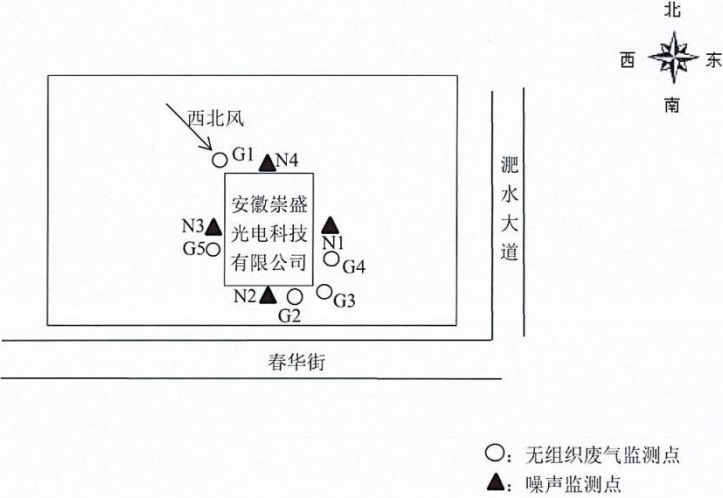 北
西 东
南
西北风
G1 N4
安徽崇盛
光电科技
有限公司
N3
G5
N1
G4
N2
G2
G3
淝水大道
春华街
○：无组织废气监测点
▲：噪声监测点